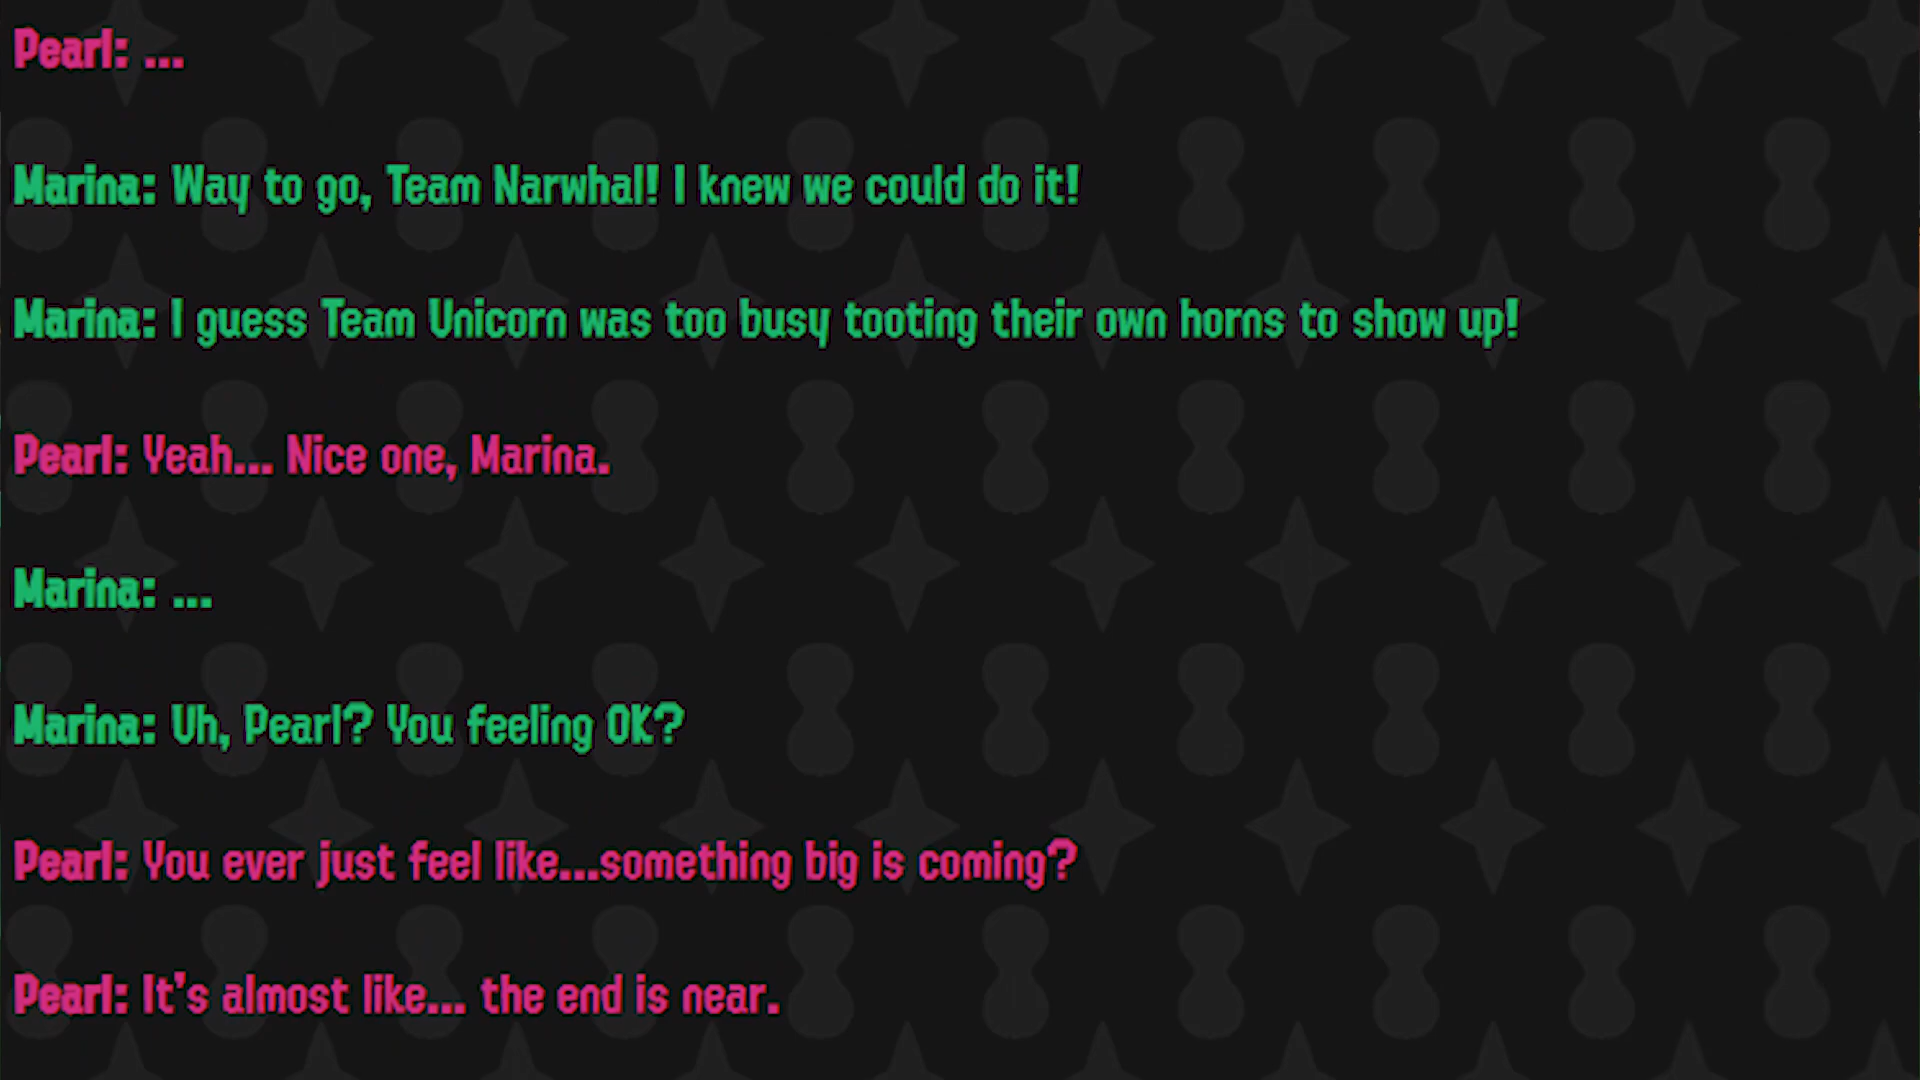 Pearl: ...
Marina: Way to go, Team Narwhal! I knew we could do it!
Marina: I guess Team Unicorn was too busy tooting their own horns to show up!
Pearl: Yeah... Nice one, Marina.
Marina: ...
Marina: Uh, Pearl? You feeling OK?
Pearl: You ever just feel like...something big is coming?
Pearl: It's almost like... the end is near.